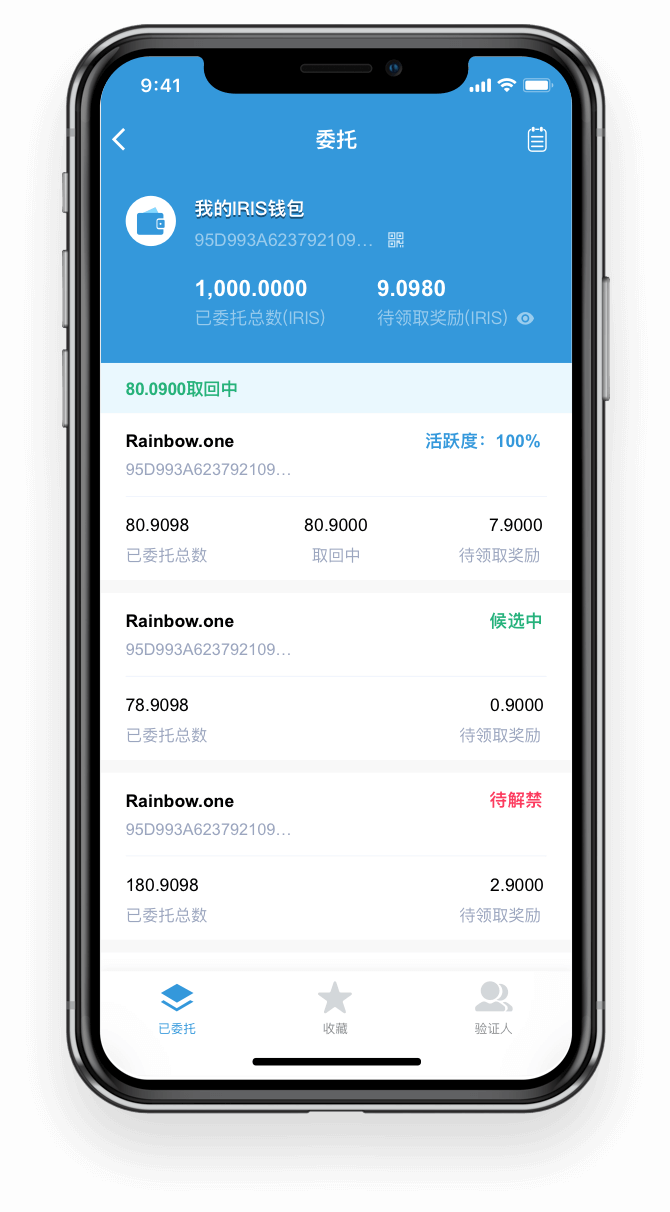 9:41
委托
我的IRIS钱包
95D993A623792109...
1,000.0000 9.0980
已委托总数(IRIS) 待领取奖励(IRIS)
80.0900取回中
Rainbow.one 活跃度：100%
95D993A623792109...
80.9098 80.9000 7.9000
已委托总数 取回中 待领取奖励
Rainbow.one 候选中
95D993A623792109...
78.9098 0.9000
已委托总数 待领取奖励
Rainbow.one 待解禁
95D993A623792109...
180.9098 2.9000
已委托总数 待领取奖励
已委托 收藏 验证人